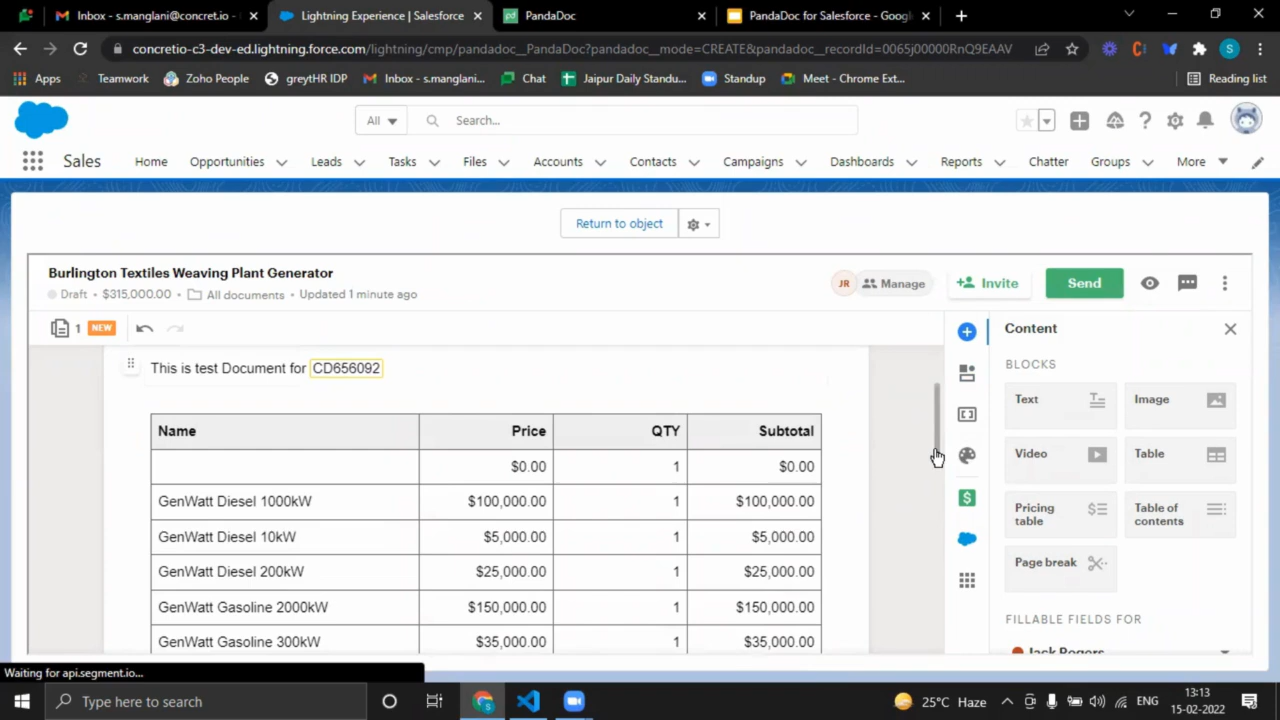 Inbox - s.manglani@concret.io -
Lightning Experience | Salesforce
PandaDoc
PandaDoc for Salesforce - Googl
concretio-c3-dev-ed.lightning.force.com/lightning/cmp/pandadoc__PandaDoc?pandadoc__mode=CREATE&pandadoc__recordId=0065j00000RnQ9EAAV
S
Apps
Teamwork
Zoho People
greytHR IDP
Inbox - s.manglani...
Chat
Jaipur Daily Standu...
Standup
Meet - Chrome Ext...
Reading list
All
Search...
Sales
Home
Opportunities
Leads
Tasks
Files
Accounts
Contacts
Campaigns
Dashboards
Reports
Chatter
Groups
More
Return to object
Burlington Textiles Weaving Plant Generator
Draft • $315,000.00 • All documents • Updated 1 minute ago
JR
Manage
Invite
Send
1
NEW
Content
This is test Document for CD656092
BLOCKS
Text
Image
Name Price QTY Subtotal
$0.00 1 $0.00
Video
Table
GenWatt Diesel 1000kW $100,000.00 1 $100,000.00
Pricing
table
Table of
contents
GenWatt Diesel 10kW $5,000.00 1 $5,000.00
Page break
GenWatt Diesel 200kW $25,000.00 1 $25,000.00
GenWatt Gasoline 2000kW $150,000.00 1 $150,000.00
FILLABLE FIELDS FOR
GenWatt Gasoline 300kW $35,000.00 1 $35,000.00
Jack Rogers
Waiting for api.segment.io...
Type here to search
25°C Haze
ENG
13:13
15-02-2022